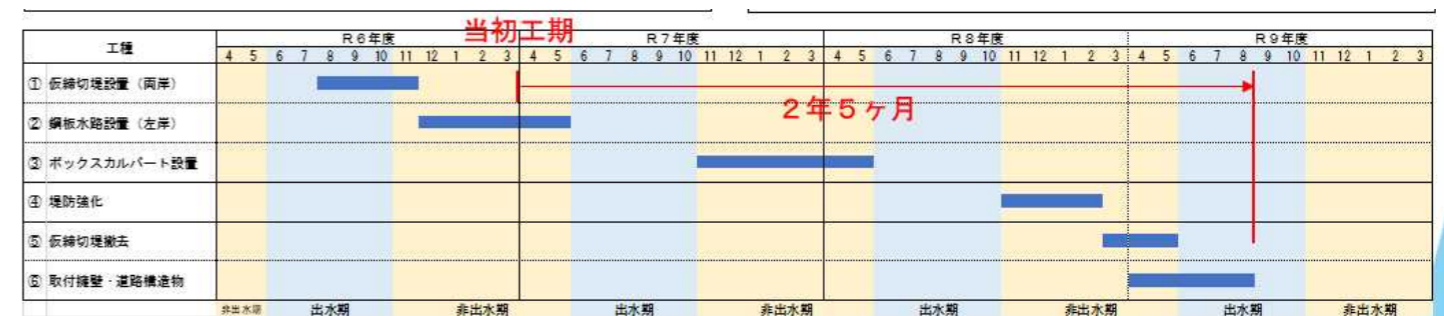 当初工期
工種 R6年度 R7年度 R8年度 R9年度
4 5 6 7 8 9 10 11 12 1 2 3 4 5 6 7 8 9 10 11 12 1 2 3 4 5 6 7 8 9 10 11 12 1 2 3 4 5 6 7 8 9 10 11 12 1 2 3
① 仮締切堤設置（両岸）
2年5ヶ月
② 鋼板水路設置（左岸）
③ ボックスカルバート設置
④ 堤防強化
⑤ 仮締切堤撤去
⑥ 取付擁壁・道路構造物
非出水期 出水期 非出水期 出水期 非出水期 出水期 非出水期 出水期 非出水期